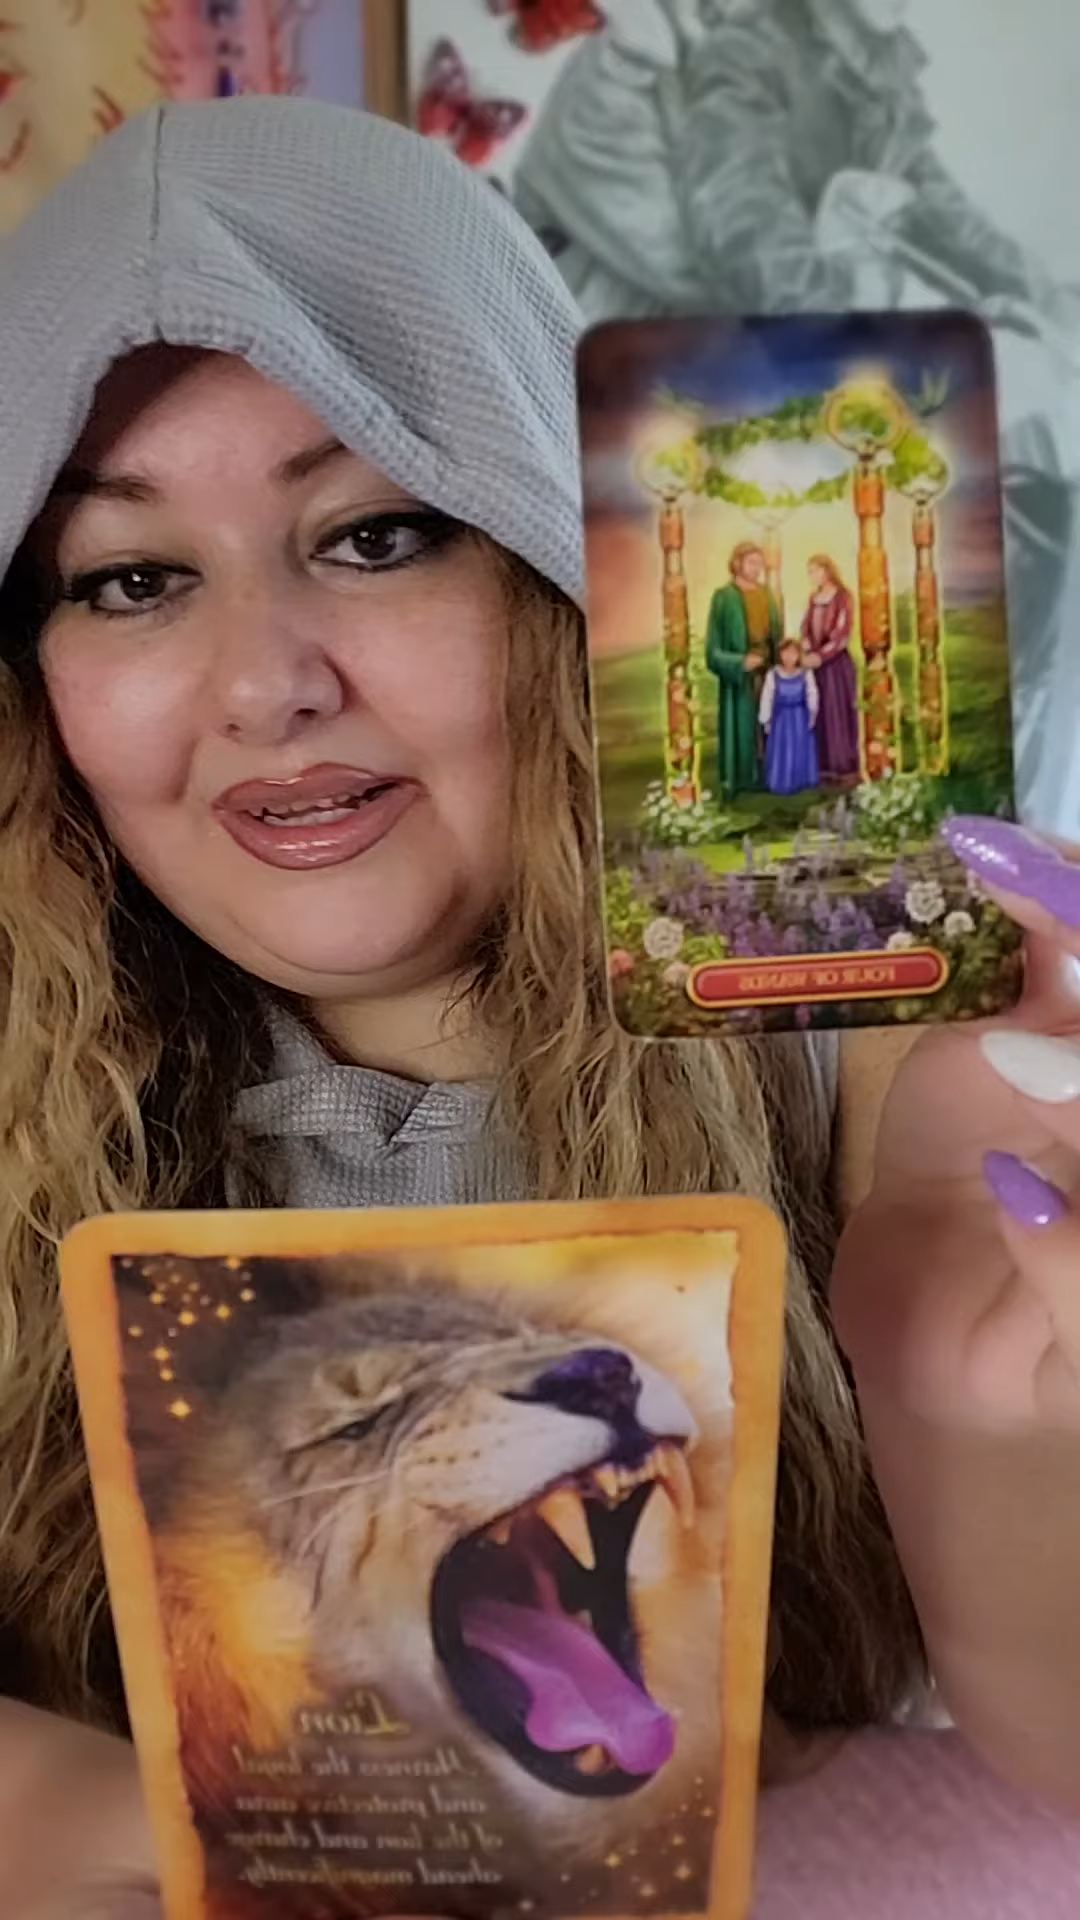 FOUR OF WANDS
Lion
Harness the loyal
and protective aura
of the lion and charge
ahead magnificently.